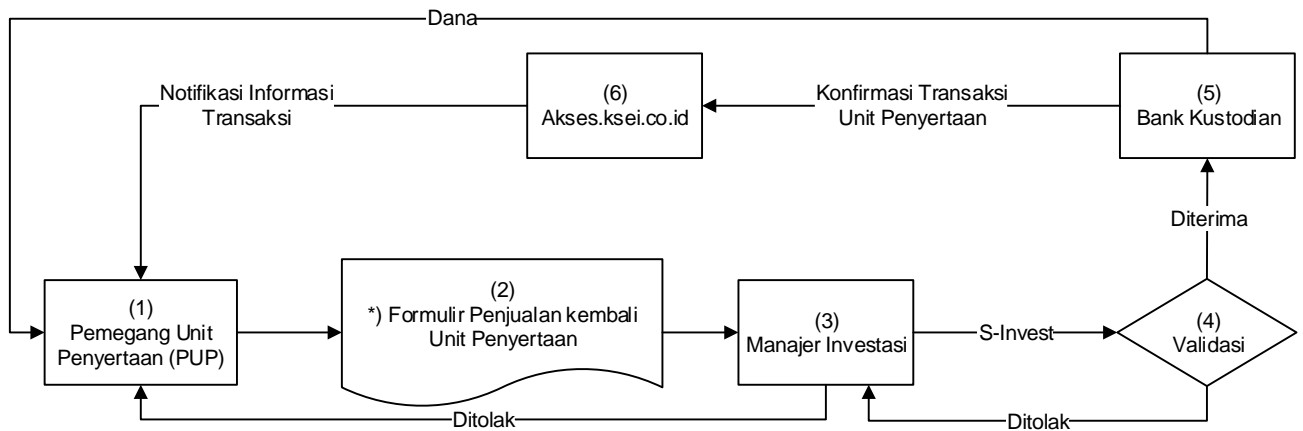 Dana
Notifikasi Informasi
Transaksi
(6)
Akses.ksei.co.id
Konfirmasi Transaksi
Unit Penyertaan
(5)
Bank Kustodian
Diterima
(1)
Pemegang Unit
Penyertaan (PUP)
(2)
*) Formulir Penjualan kembali
Unit Penyertaan
(3)
Manajer Investasi
S-Invest
(4)
Validasi
Ditolak
Ditolak